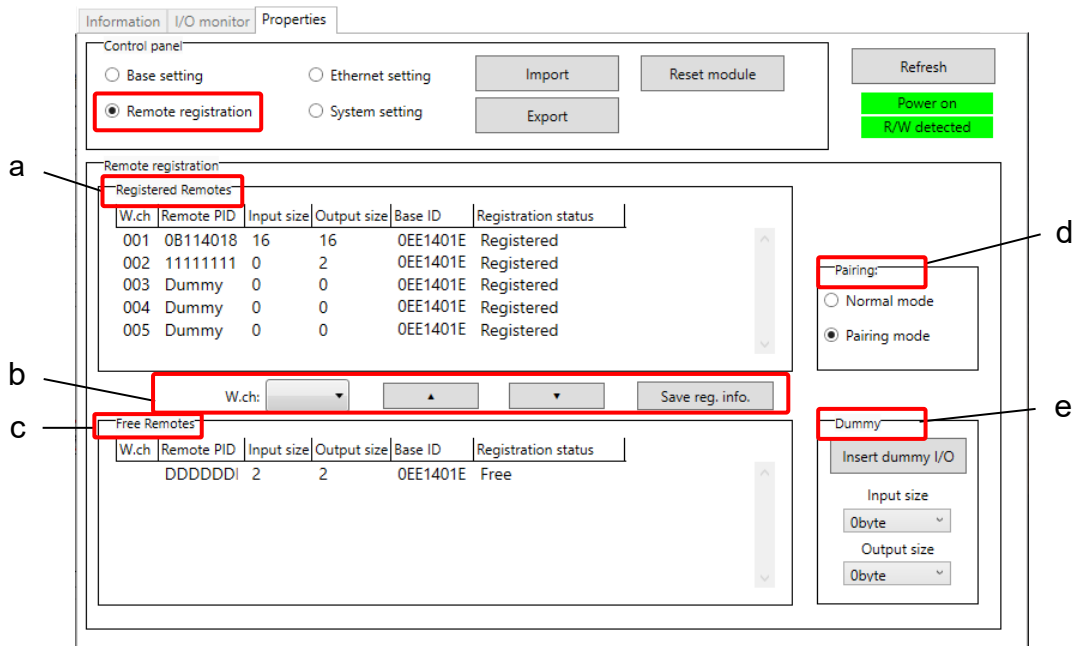 Information I/O monitor Properties
Control panel
Base setting Ethernet setting Import Reset module Refresh
Remote registration System setting Export Power on
R/W detected
Remote registration
a
Registered Remotes
W.ch Remote PID Input size Output size Base ID Registration status
001 0B114018 16 16 0EE1401E Registered
002 11111111 0 2 0EE1401E Registered
003 Dummy 0 0 0EE1401E Registered
004 Dummy 0 0 0EE1401E Registered
005 Dummy 0 0 0EE1401E Registered
d
Pairing:
Normal mode
Pairing mode
b
W.ch: ▲ ▼ Save reg. info.
c
Free Remotes
W.ch Remote PID Input size Output size Base ID Registration status
DDDDDD 2 2 0EE1401E Free
e
Dummy
Insert dummy I/O
Input size
0byte
Output size
0byte